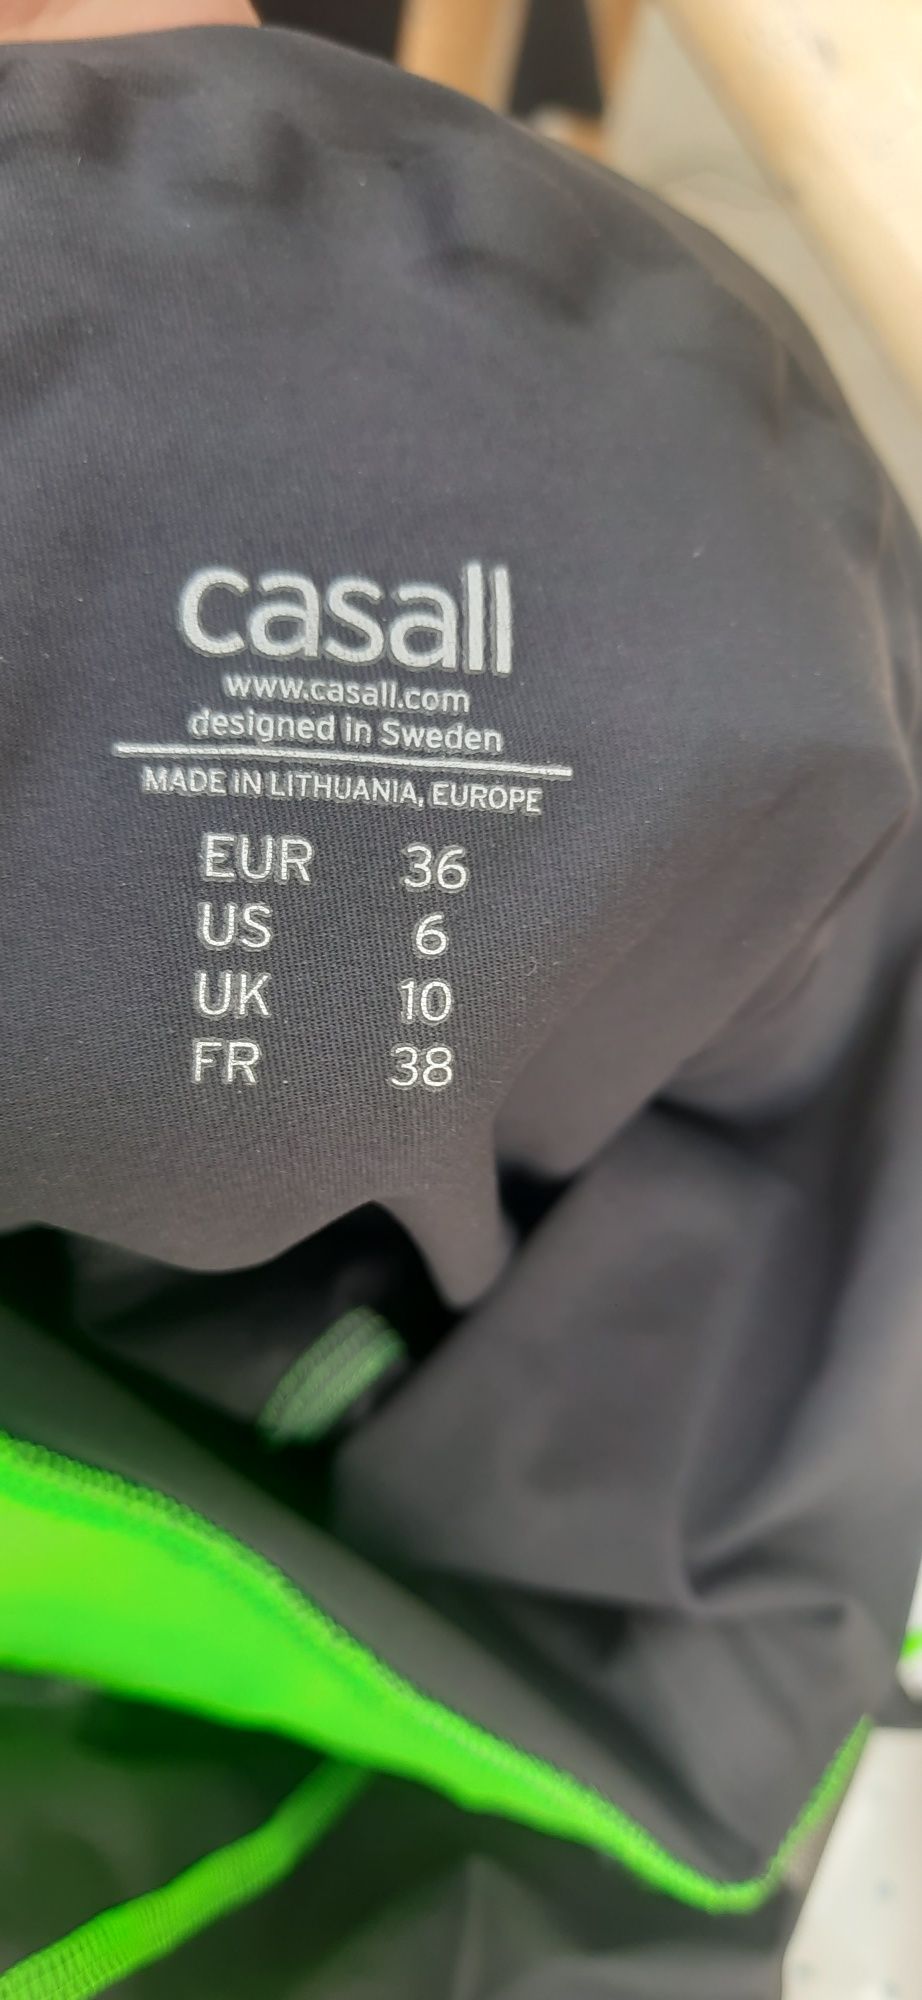 casall
www.casall.com
designed in Sweden
MADE IN LITHUANIA, EUROPE
EUR 36
US 6
UK 10
FR 38